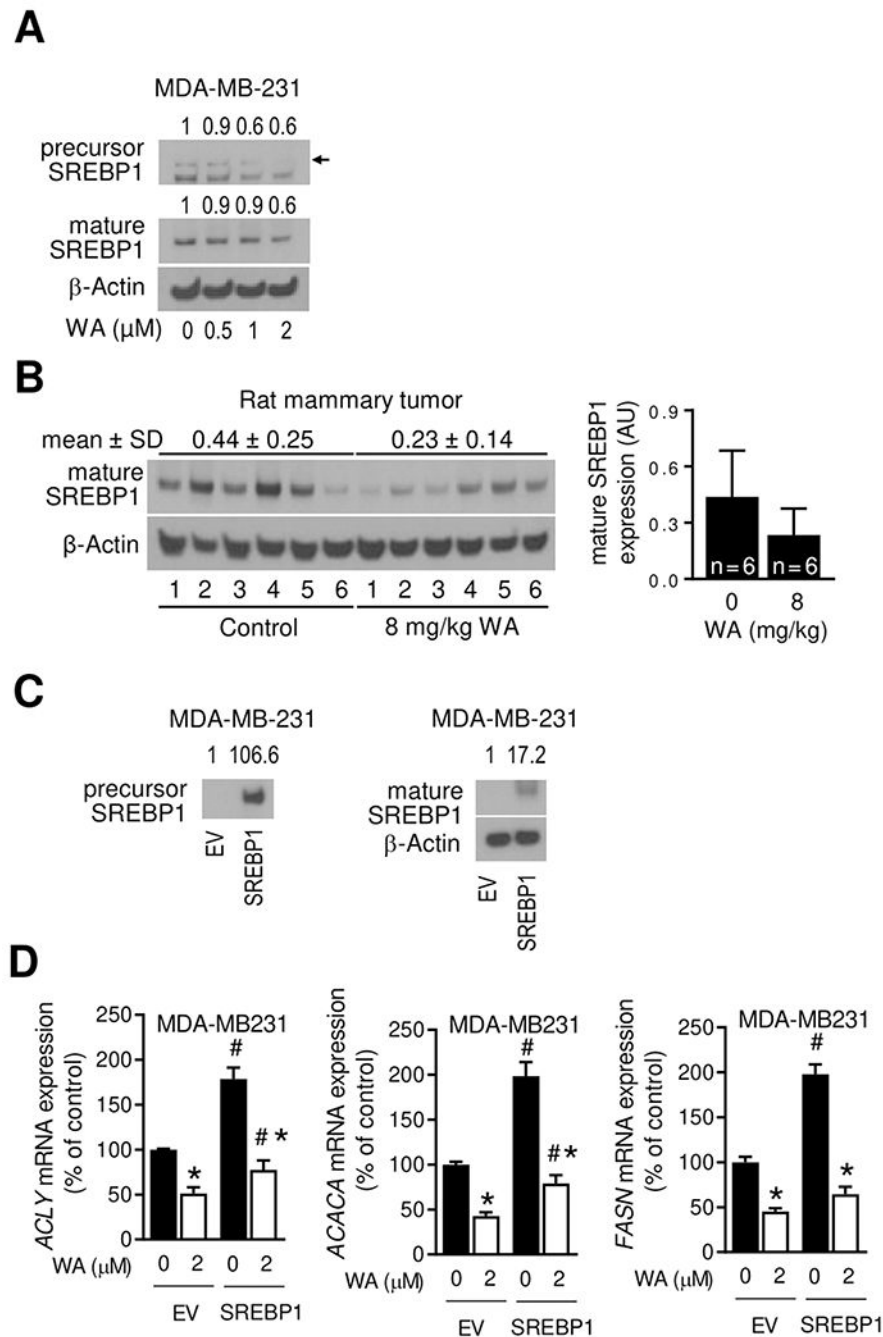 A
MDA-MB-231
1 0.9 0.6 0.6
precursor
SREBP1
1 0.9 0.9 0.6
mature
SREBP1
β-Actin
WA (μM) 0 0.5 1 2
B
Rat mammary tumor
mean ± SD 0.44 ± 0.25 0.23 ± 0.14
mature
SREBP1
β-Actin
1 2 3 4 5 6 1 2 3 4 5 6
Control 8 mg/kg WA
mature SREBP1
expression (AU)
0.9
0.6
0.3
0.0
n=6 n=6
0 8
WA (mg/kg)
C
MDA-MB-231
1 106.6
precursor
SREBP1
EV
SREBP1
MDA-MB-231
1 17.2
mature
SREBP1
β-Actin
EV
SREBP1
D
ACLY mRNA expression
(% of control)
250
200
150
100
50
0
MDA-MB231
#
*
# *
WA (μM) 0 2 0 2
EV SREBP1
ACACA mRNA expression
(% of control)
250
200
150
100
50
0
MDA-MB231
#
*
#*
WA (μM) 0 2 0 2
EV SREBP1
FASN mRNA expression
(% of control)
250
200
150
100
50
0
MDA-MB231
#
*
*
WA (μM) 0 2 0 2
EV SREBP1